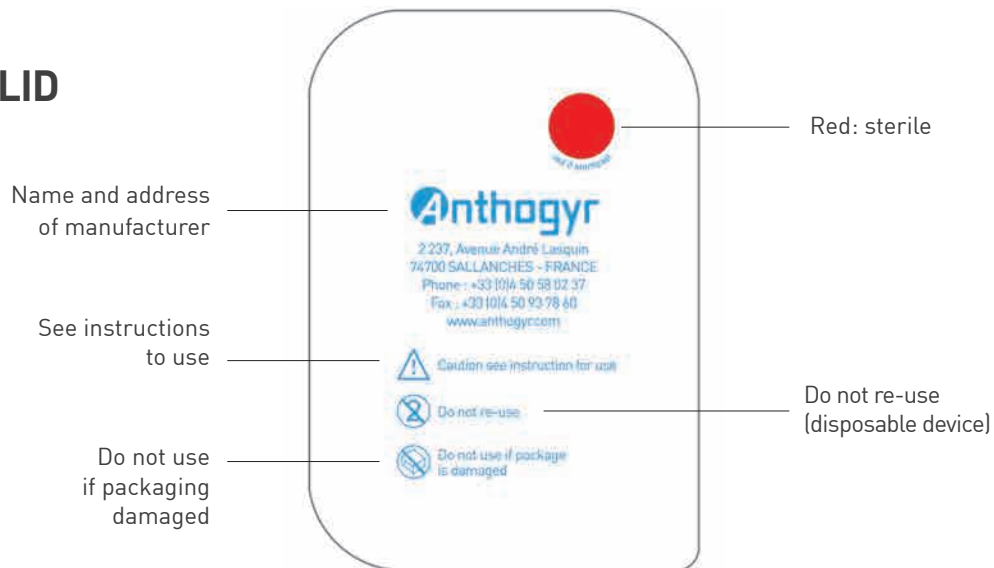 LID
Red: sterile
Name and address
of manufacturer
Anthogyr
2 237, Avenue André Lasquin
74700 SALLANCHES - FRANCE
Phone : +33 (0)4 50 58 02 37
Fax : +33 (0)4 50 93 78 60
www.anthogyr.com
See instructions
to use
Caution see instruction for use
Do not re-use
Do not re-use
(disposable device)
Do not use
if packaging
damaged
Do not use if package
is damaged